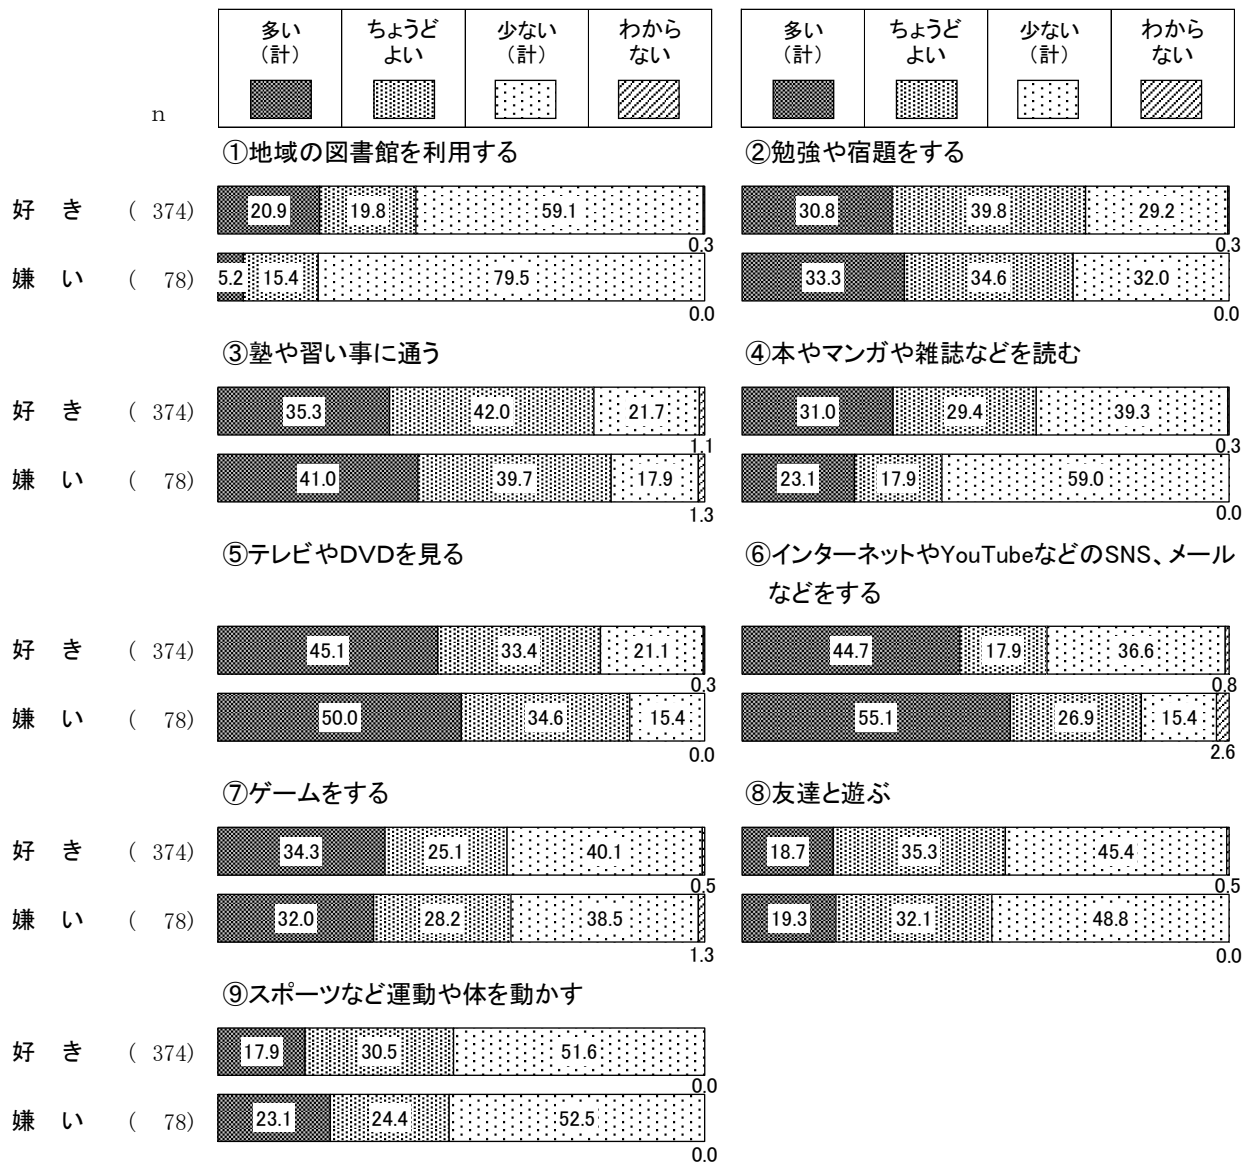 多い ちょうど 少ない わから 多い ちょうど 少ない わから
(計) よい (計) ない (計) よい (計) ない
n
①地域の図書館を利用する ②勉強や宿題をする
好き ( 374) 20.9 19.8 59.1 30.8 39.8 29.2
0.3 0.3
嫌い ( 78) 5.2 15.4 79.5 33.3 34.6 32.0
0.0 0.0
③塾や習い事に通う ④本やマンガや雑誌などを読む
好き ( 374) 35.3 42.0 21.7 31.0 29.4 39.3
1.1 0.3
嫌い ( 78) 41.0 39.7 17.9 23.1 17.9 59.0
1.3 0.0
⑤テレビやDVDを見る ⑥インターネットやYouTubeなどのSNS、メール
などをする
好き ( 374) 45.1 33.4 21.1 44.7 17.9 36.6
0.3 0.8
嫌い ( 78) 50.0 34.6 15.4 55.1 26.9 15.4
0.0 2.6
⑦ゲームをする ⑧友達と遊ぶ
好き ( 374) 34.3 25.1 40.1 18.7 35.3 45.4
0.5 0.5
嫌い ( 78) 32.0 28.2 38.5 19.3 32.1 48.8
1.3 0.0
⑨スポーツなど運動や体を動かす
好き ( 374) 17.9 30.5 51.6
0.0
嫌い ( 78) 23.1 24.4 52.5
0.0